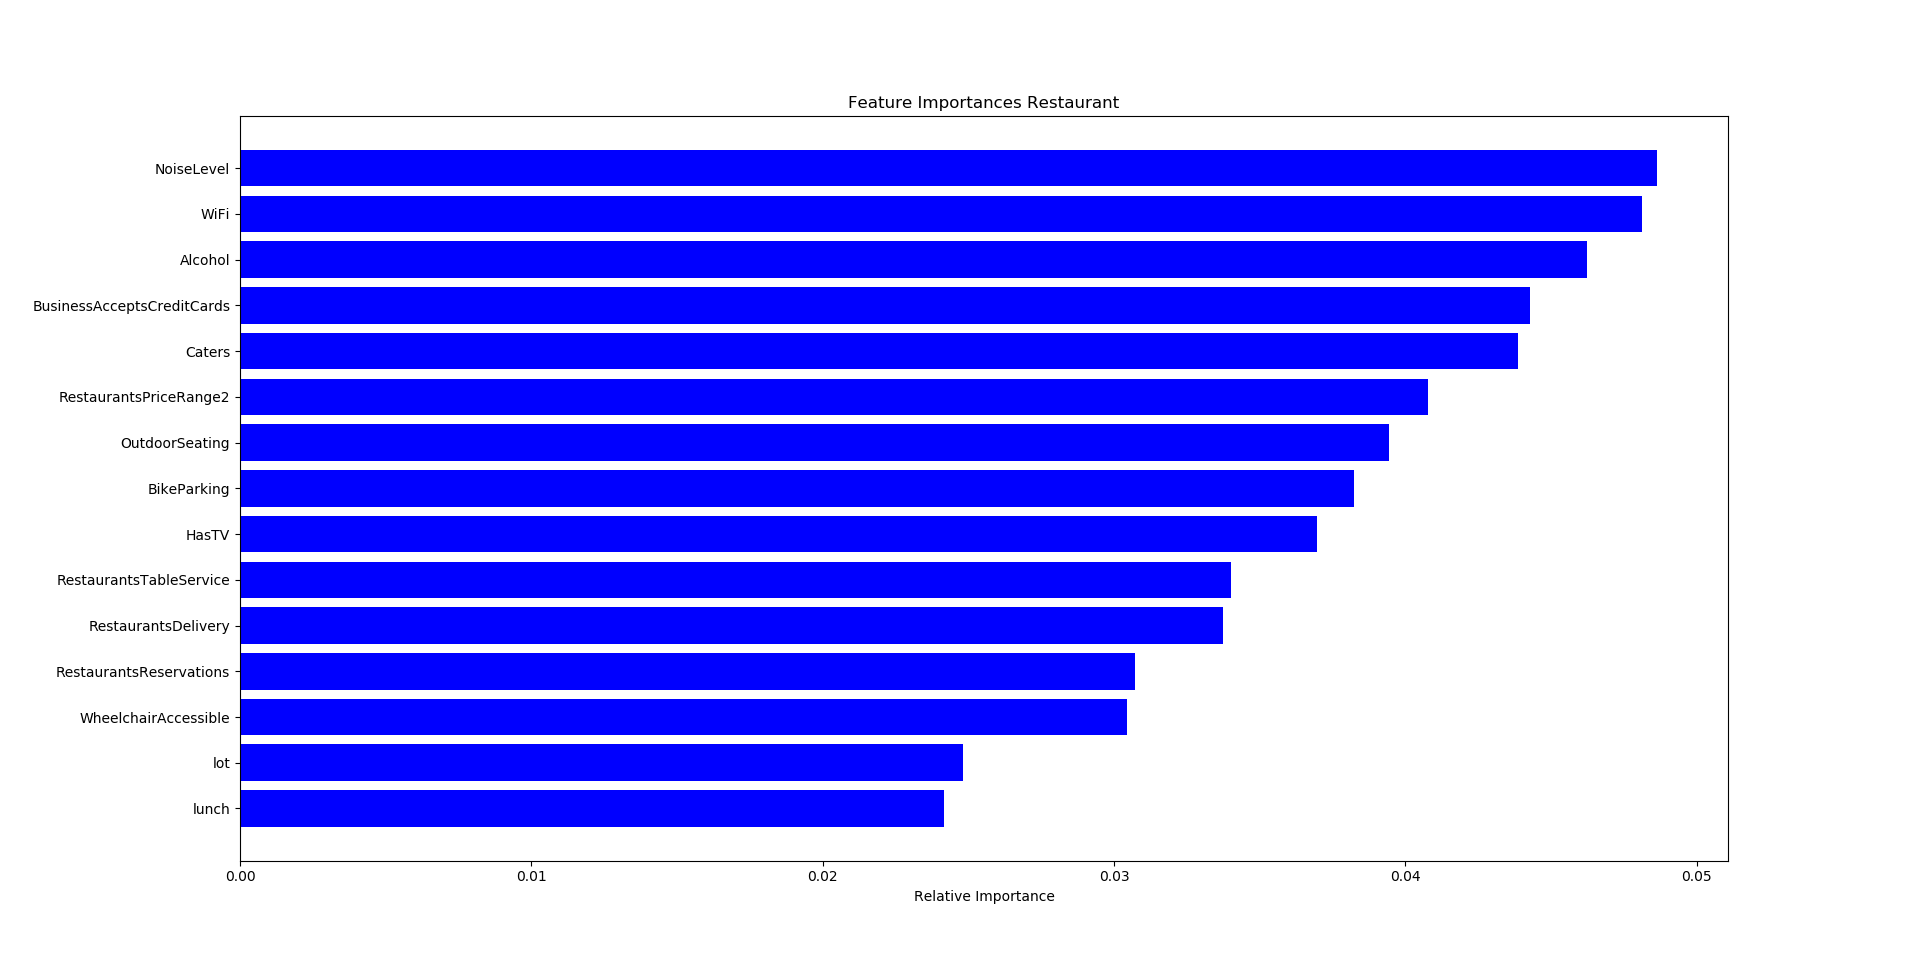 Feature Importances Restaurant
NoiseLevel
WiFi
Alcohol
BusinessAcceptsCreditCards
Caters
RestaurantsPriceRange2
OutdoorSeating
BikeParking
HasTV
RestaurantsTableService
RestaurantsDelivery
RestaurantsReservations
WheelchairAccessible
lot
lunch
0.00 0.01 0.02 0.03 0.04 0.05
Relative Importance